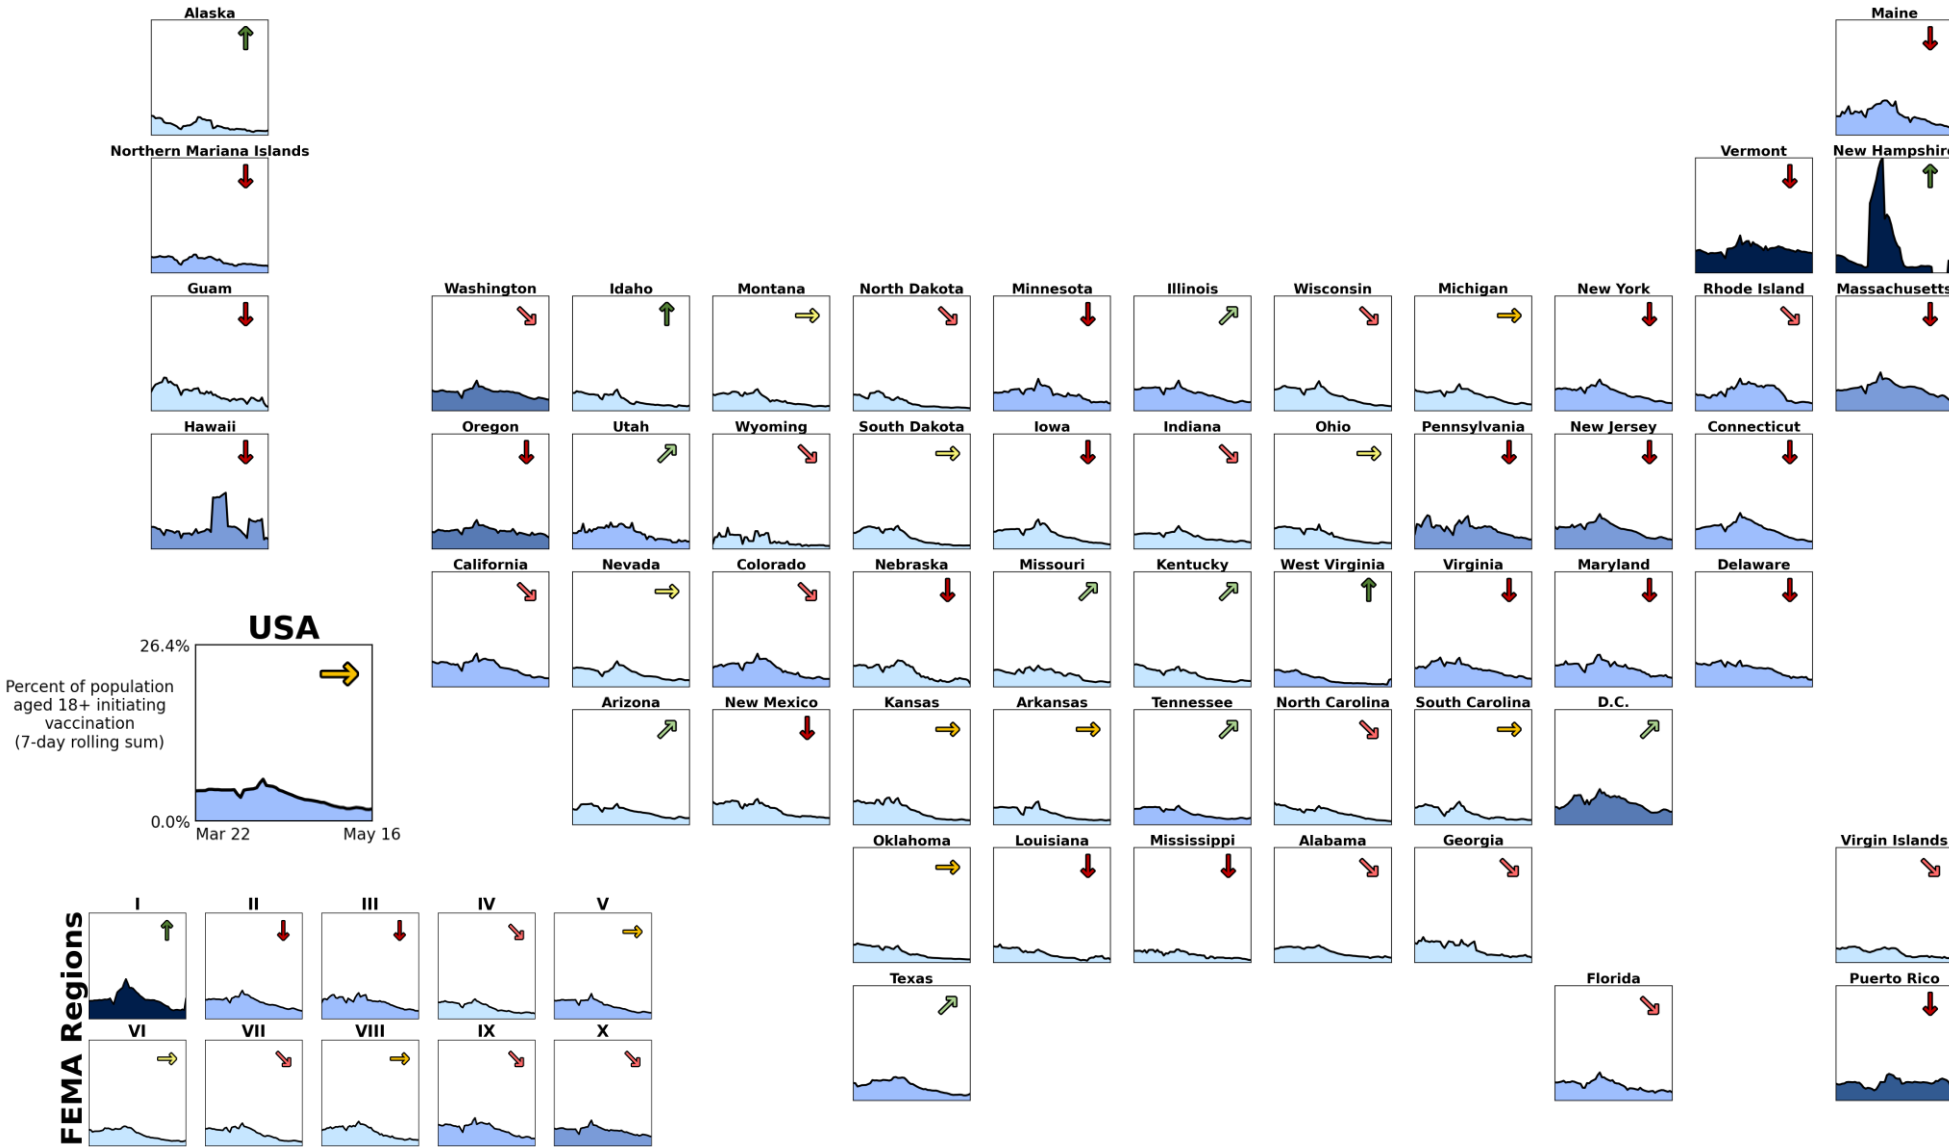 Alaska
Maine
Northern Mariana Islands
Vermont
New Hampshire
Guam
Washington
Idaho
Montana
North Dakota
Minnesota
Illinois
Wisconsin
Michigan
New York
Rhode Island
Massachusetts
Hawaii
Oregon
Utah
Wyoming
South Dakota
Iowa
Indiana
Ohio
Pennsylvania
New Jersey
Connecticut
California
Nevada
Colorado
Nebraska
Missouri
Kentucky
West Virginia
Virginia
Maryland
Delaware
USA
26.4%
Percent of population
aged 18+ initiating
vaccination
(7-day rolling sum)
0.0%
Mar 22
May 16
Arizona
New Mexico
Kansas
Arkansas
Tennessee
North Carolina
South Carolina
D.C.
Oklahoma
Louisiana
Mississippi
Alabama
Georgia
Virgin Islands
Texas
Florida
Puerto Rico
FEMA Regions
I
II
III
IV
V
VI
VII
VIII
IX
X